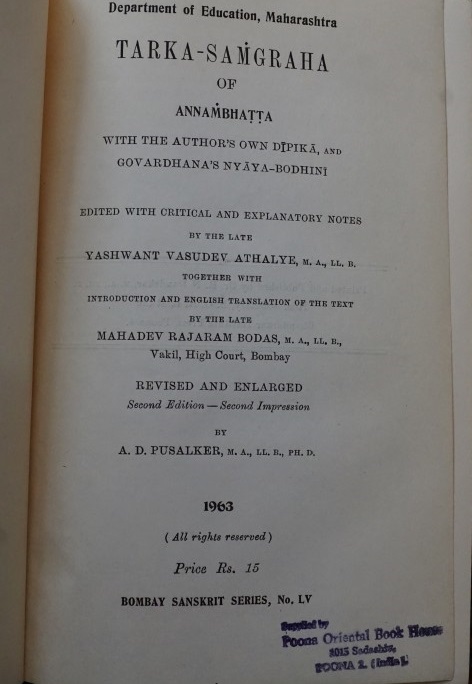 Department of Education, Maharashtra
TARKA-SAṀGRAHA
OF
ANNAṀBHAṬṬA
WITH THE AUTHOR'S OWN DĪPIKĀ, AND
GOVARDHANA'S NYĀYA-BODHINĪ
EDITED WITH CRITICAL AND EXPLANATORY NOTES
BY THE LATE
YASHWANT VASUDEV ATHALYE, M. A., LL. B.
TOGETHER WITH
INTRODUCTION AND ENGLISH TRANSLATION OF THE TEXT
BY THE LATE
MAHADEV RAJARAM BODAS, M. A., LL. B.,
Vakil, High Court, Bombay
REVISED AND ENLARGED
Second Edition — Second Impression
BY
A. D. PUSALKER, M. A., LL. B., PH. D.
1963
( All rights reserved )
Price Rs. 15
BOMBAY SANSKRIT SERIES, No. LV
Supplied by
Poona Oriental Book House
2015 Sadashiv,
POONA 2. ( India ).